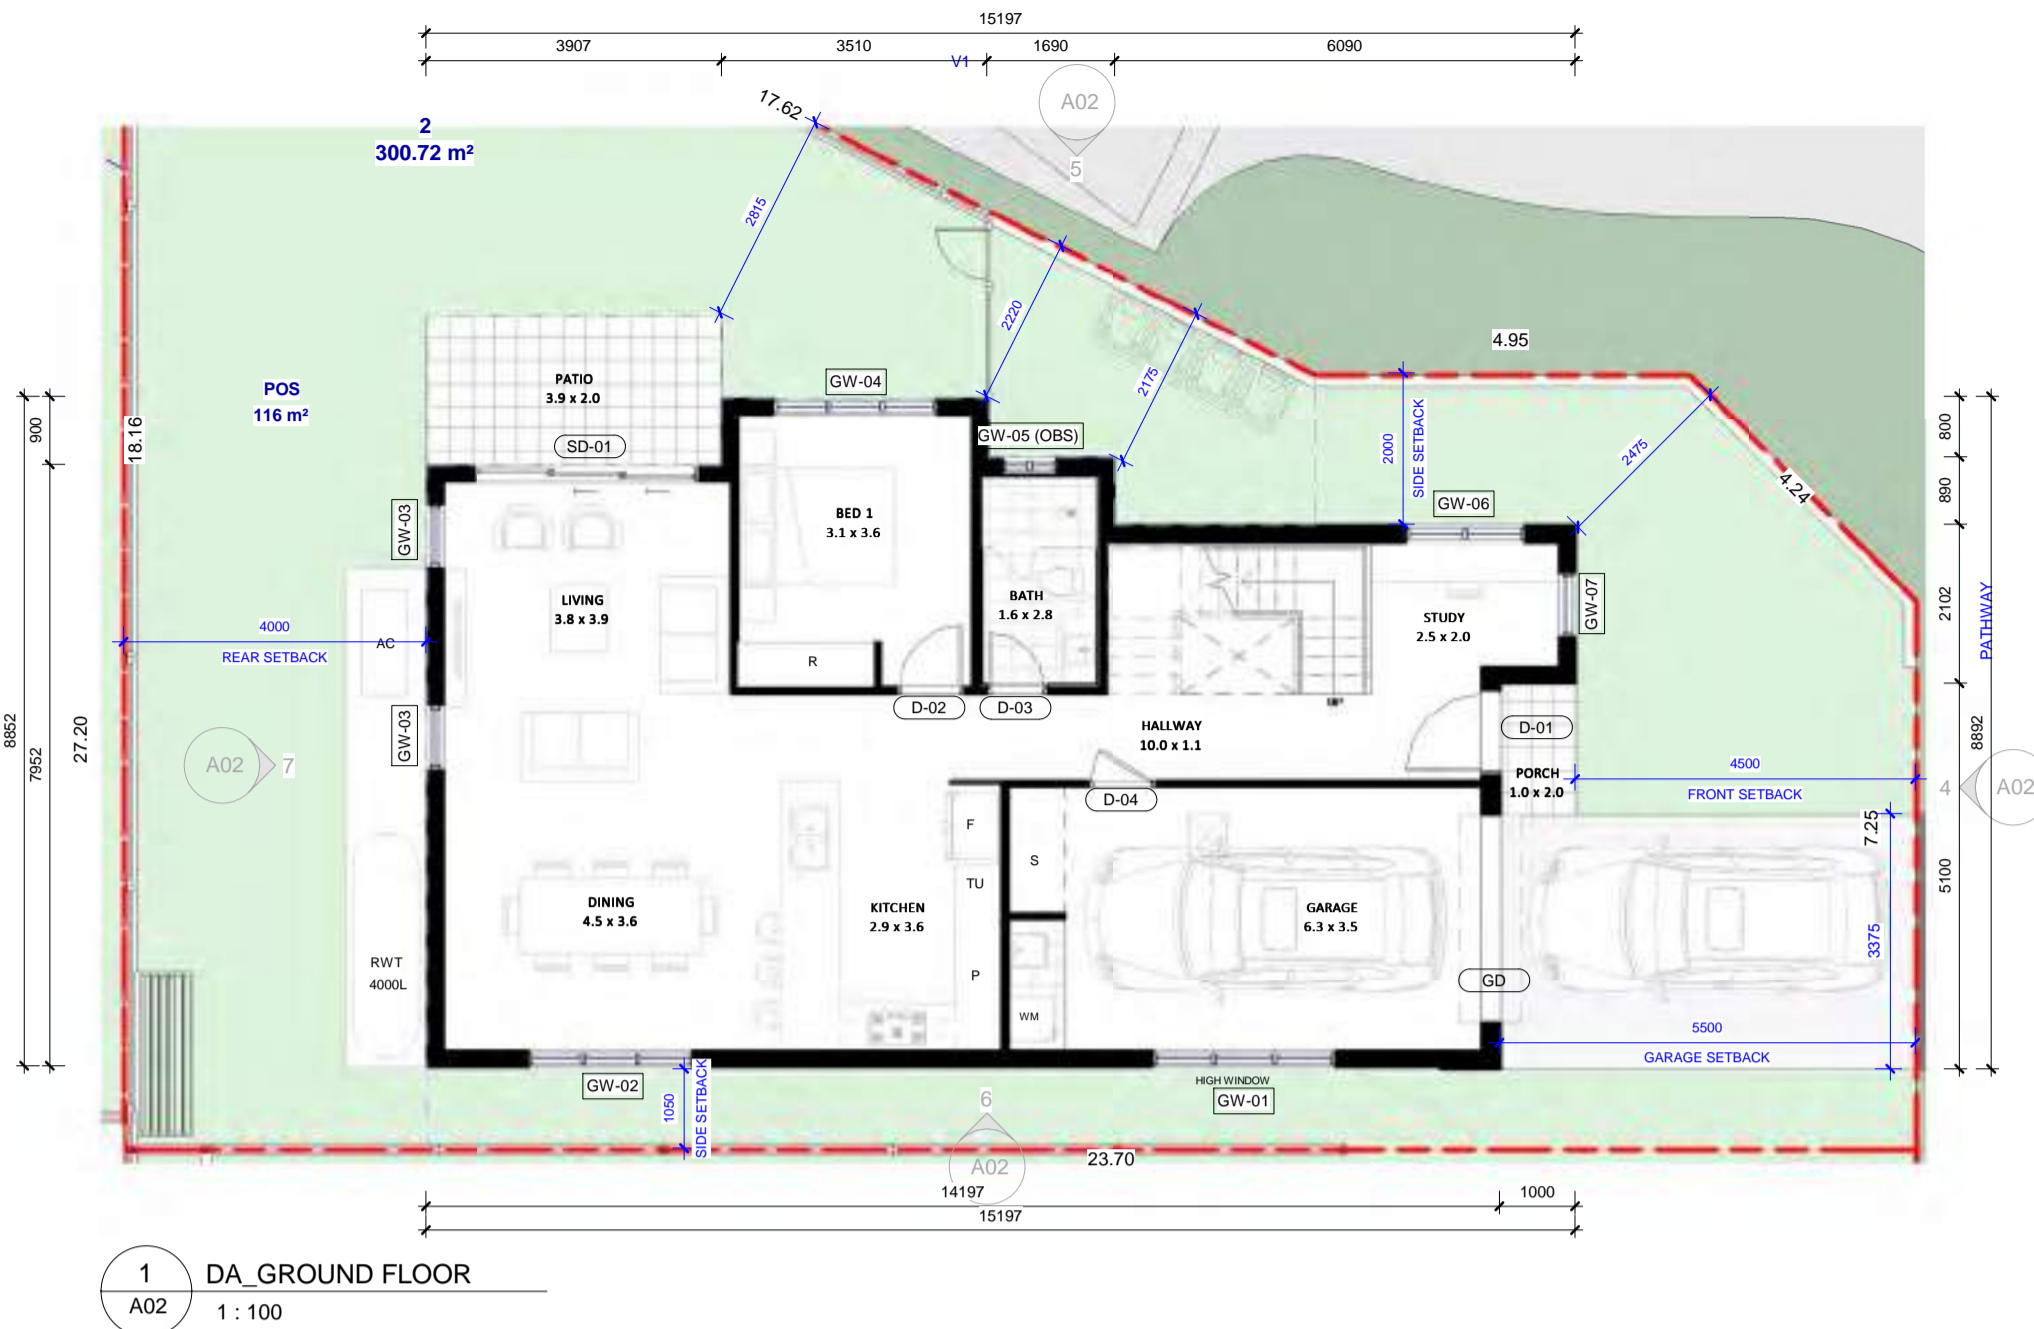 15197
3907
3510
1690
6090
V1
A02
5
17.62
2
300.72 m²
2815
2220
2175
4.95
POS
116 m²
PATIO
3.9 x 2.0
GW-04
SD-01
GW-05 (OBS)
18.16
900
2000
SIDE SETBACK
2475
4.24
800
890
GW-03
BED 1
3.1 x 3.6
GW-06
LIVING
3.8 x 3.9
BATH
1.6 x 2.8
STUDY
2.5 x 2.0
GW-07
2102
PATHWAY
4000
REAR SETBACK
AC
R
D-02
D-03
HALLWAY
10.0 x 1.1
D-01
8852
7952
27.20
A02
7
GW-03
PORCH
1.0 x 2.0
4500
FRONT SETBACK
8892
4
A02
D-04
F
S
TU
7.25
5100
3375
DINING
4.5 x 3.6
KITCHEN
2.9 x 3.6
GARAGE
6.3 x 3.5
RWT
4000L
P
WM
GD
5500
GARAGE SETBACK
GW-02
1050
SIDE SETBACK
HIGH WINDOW
GW-01
6
A02
23.70
14197
1000
15197
1
A02
DA_GROUND FLOOR
1 : 100